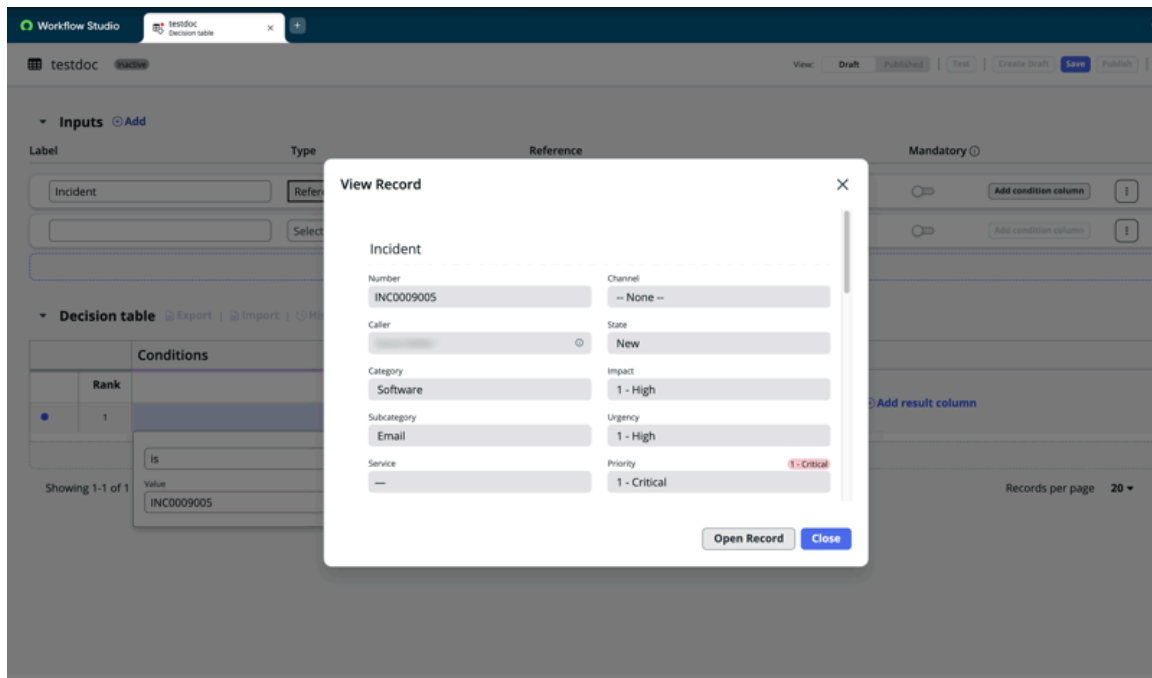 Workflow Studio
testdoc
Decision table
testdoc Inactive
View: Draft Published Test Create Draft Save Publish
Inputs Add
Label Type Reference Mandatory
Incident Refer Add condition column
Select Add condition column
Decision table Export Import His
Conditions
Rank
1
Add result column
is
Value
INC0009005
Showing 1-1 of 1
Records per page 20
View Record
Incident
Number Channel
INC0009005 -- None --
Caller State
New
Category Impact
Software 1 - High
Subcategory Urgency
Email 1 - High
Service Priority 1 - Critical
— 1 - Critical
Open Record Close